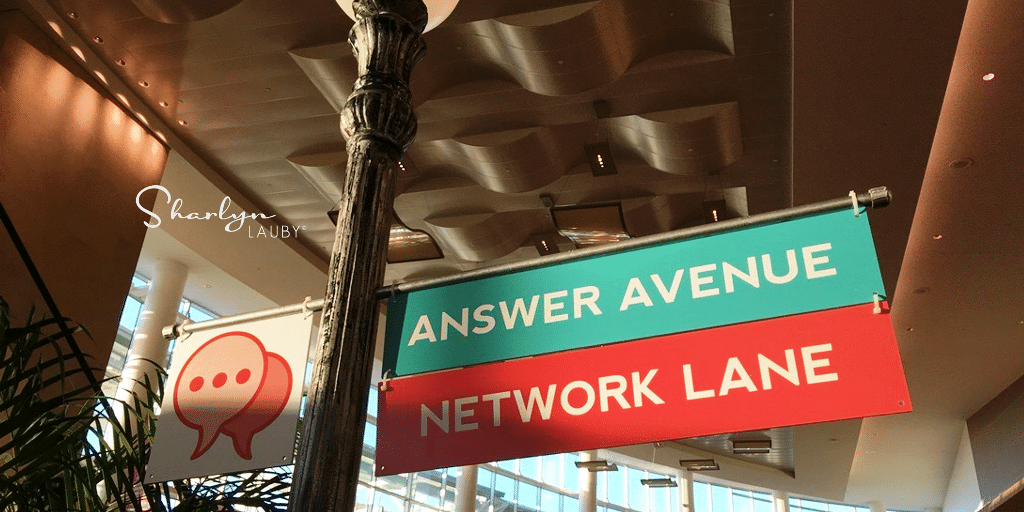 Sharlyn
LAUBY®
ANSWER AVENUE
NETWORK LANE